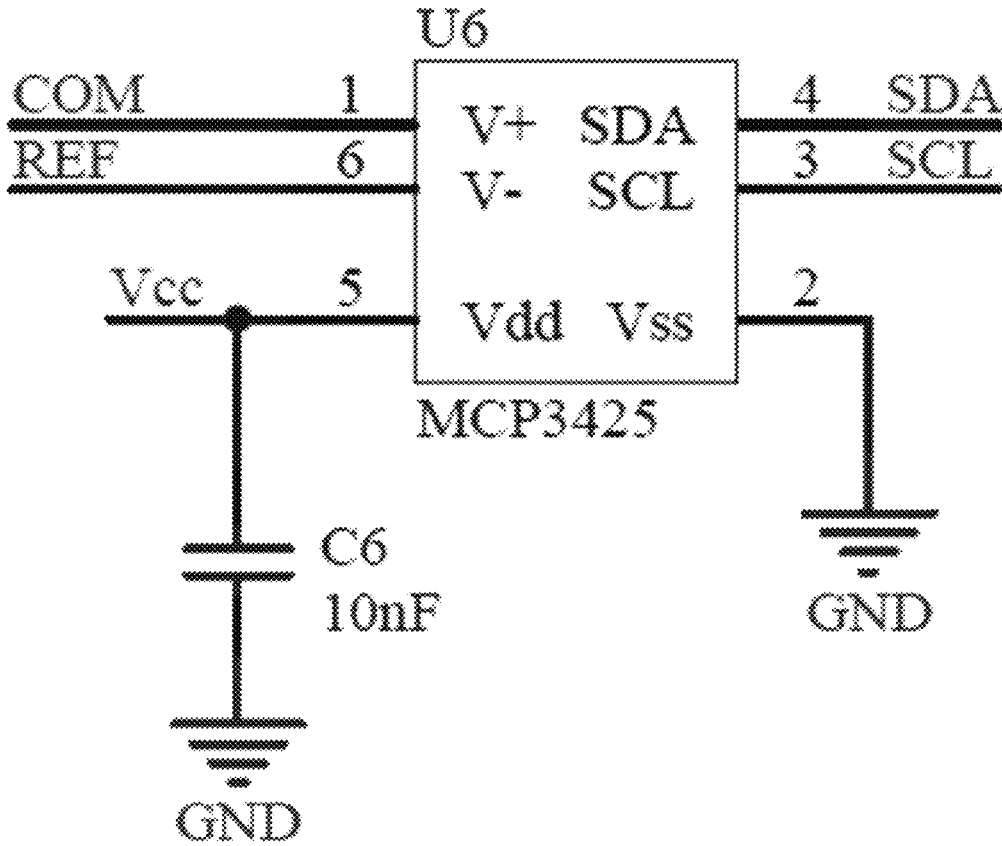 U6
COM 1 V+ SDA 4 SDA
REF 6 V- SCL 3 SCL
Vcc 5 Vdd Vss 2
MCP3425
C6
10nF
GND
GND